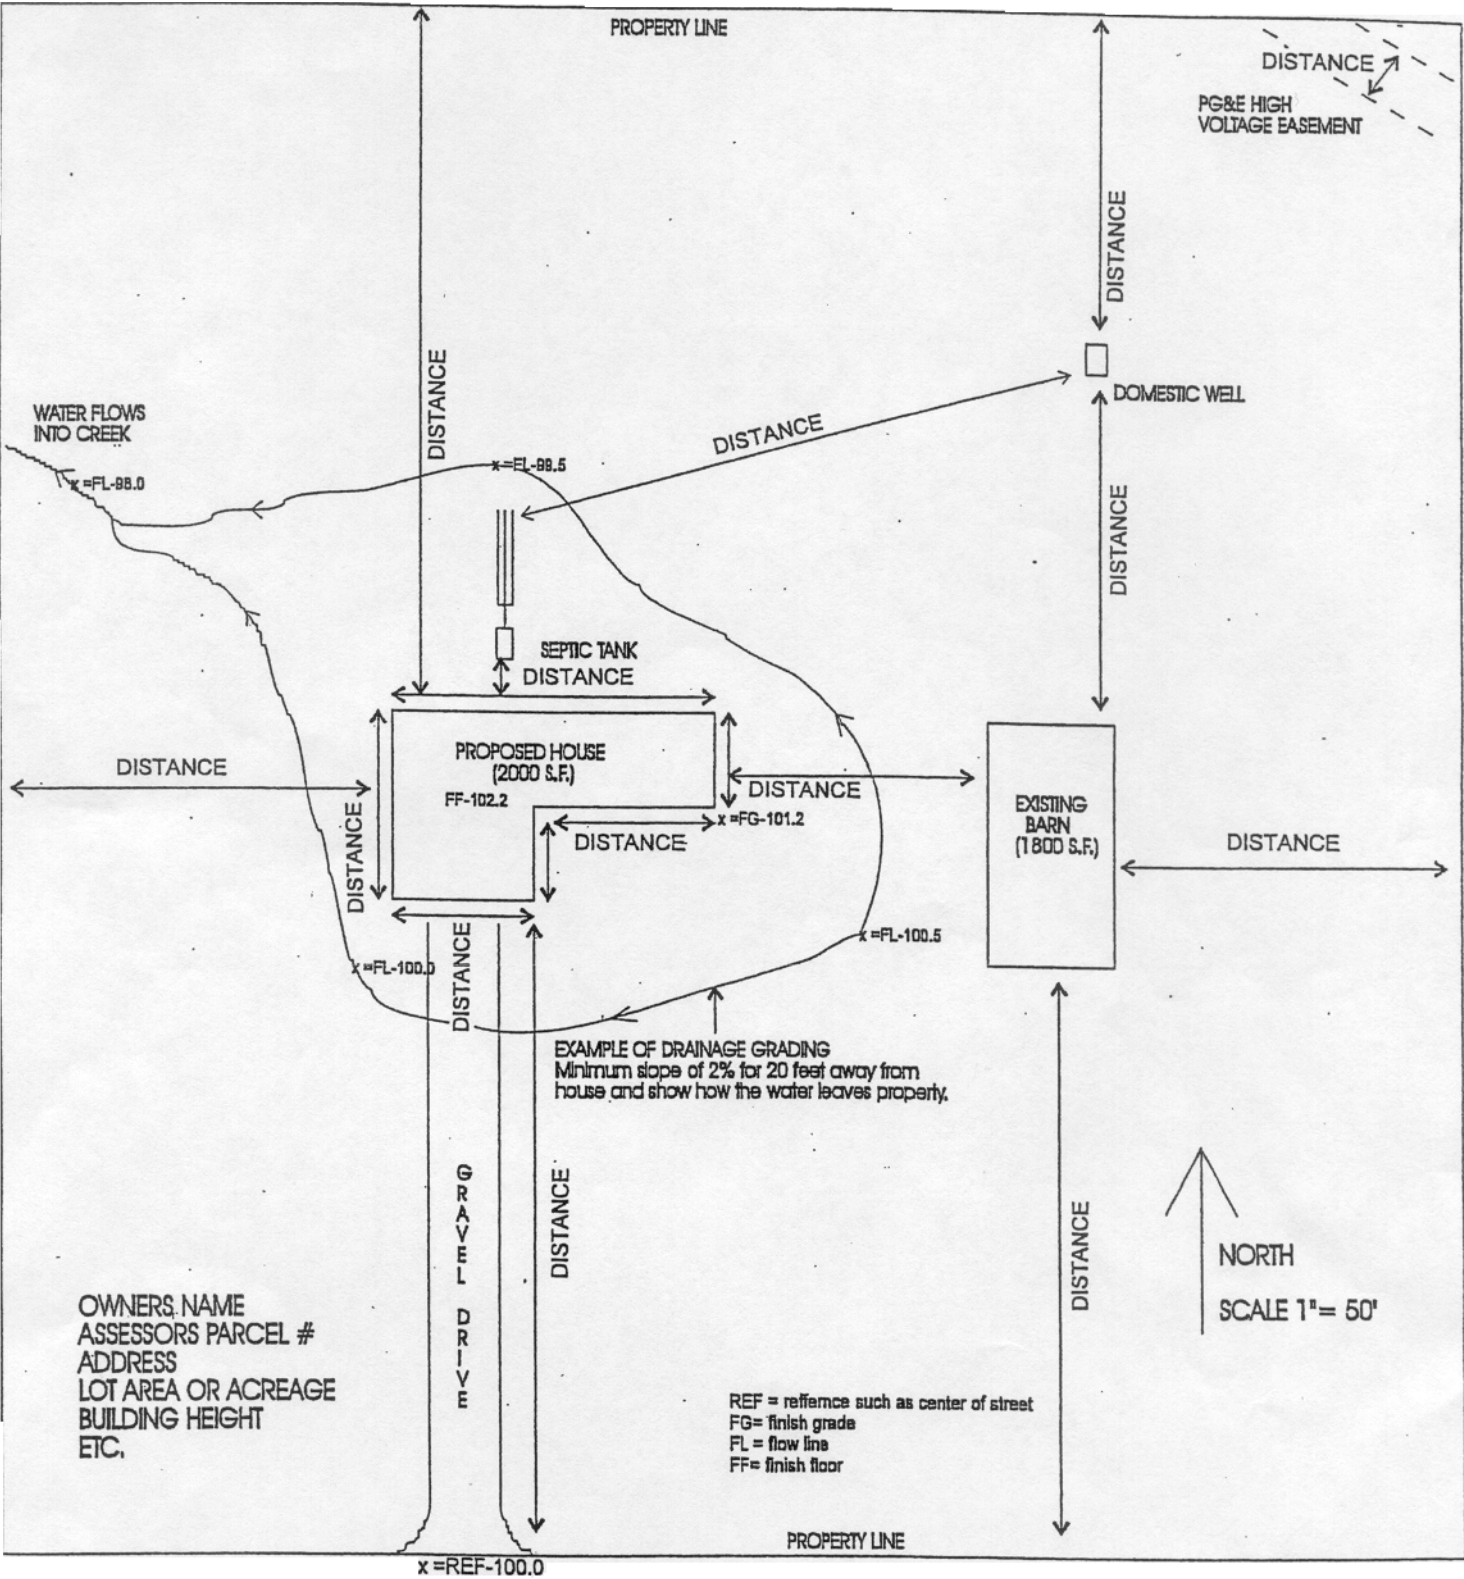 PROPERTY LINE
DISTANCE
PG&E HIGH
VOLTAGE EASEMENT
DISTANCE
DISTANCE
DOMESTIC WELL
WATER FLOWS
INTO CREEK
DISTANCE
x =FL-99.5
x =FL-98.0
DISTANCE
SEPTIC TANK
DISTANCE
PROPOSED HOUSE
(2000 S.F.)
FF-102.2
DISTANCE
DISTANCE
EXISTING
BARN
(1800 S.F.)
x =FG-101.2
DISTANCE
DISTANCE
DISTANCE
x =FL-100.5
x =FL-100.0
DISTANCE
EXAMPLE OF DRAINAGE GRADING
Minimum slope of 2% for 20 feet away from
house and show how the water leaves property.
GRAVEL DRIVE
DISTANCE
DISTANCE
NORTH
SCALE 1"= 50'
OWNERS NAME
ASSESSORS PARCEL #
ADDRESS
LOT AREA OR ACREAGE
BUILDING HEIGHT
ETC.
REF = reffernce such as center of street
FG= finish grade
FL = flow line
FF= finish floor
PROPERTY LINE
x =REF-100.0